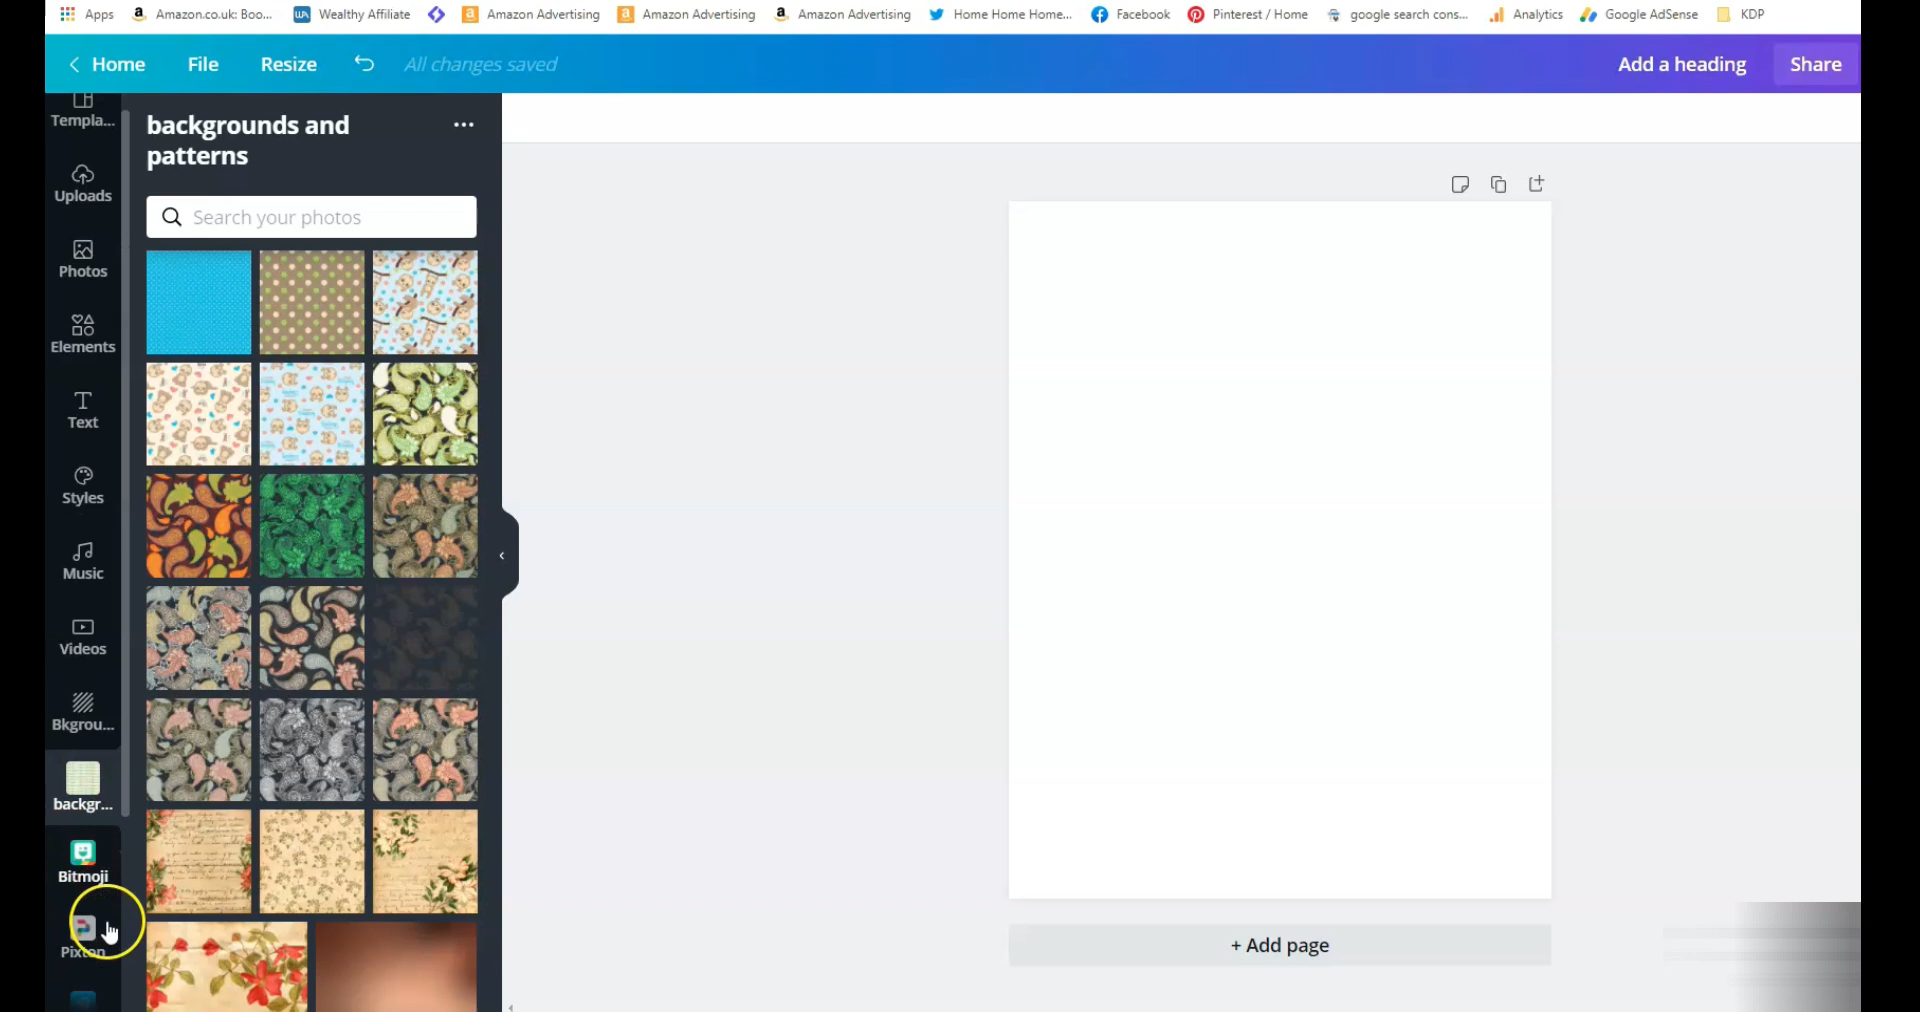 Apps Amazon.co.uk: Boo... Wealthy Affiliate Amazon Advertising Amazon Advertising Amazon Advertising Home Home Home... Facebook Pinterest / Home google search cons... Analytics Google AdSense KDP
Home File Resize All changes saved Add a heading Share
Templa...
Uploads
Photos
Elements
Text
Styles
Music
Videos
Bkgrou...
backgr...
Bitmoji
Pixton
backgrounds and
patterns
Search your photos
+ Add page